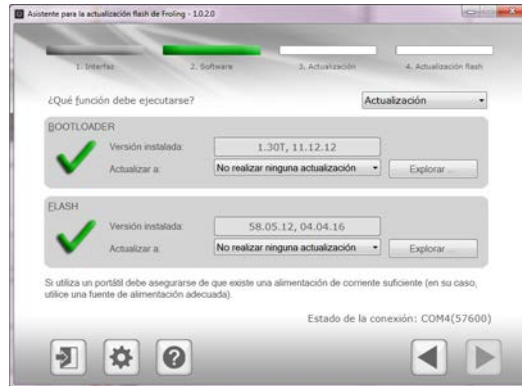 Asistente para la actualización flash de Froling - 1.0.2.0
1. Interfaz
2. Software
3. Actualización
4. Actualización flash
¿Qué función debe ejecutarse?
Actualización
BOOTLOADER
Versión instalada:
1.30T, 11.12.12
Actualizar a:
No realizar ninguna actualización
Explorar ...
FLASH
Versión instalada:
58.05.12, 04.04.16
Actualizar a:
No realizar ninguna actualización
Explorar ...
Si utiliza un portátil debe asegurarse de que existe una alimentación de corriente suficiente (en su caso,
utilice una fuente de alimentación adecuada).
Estado de la conexión: COM4(57600)